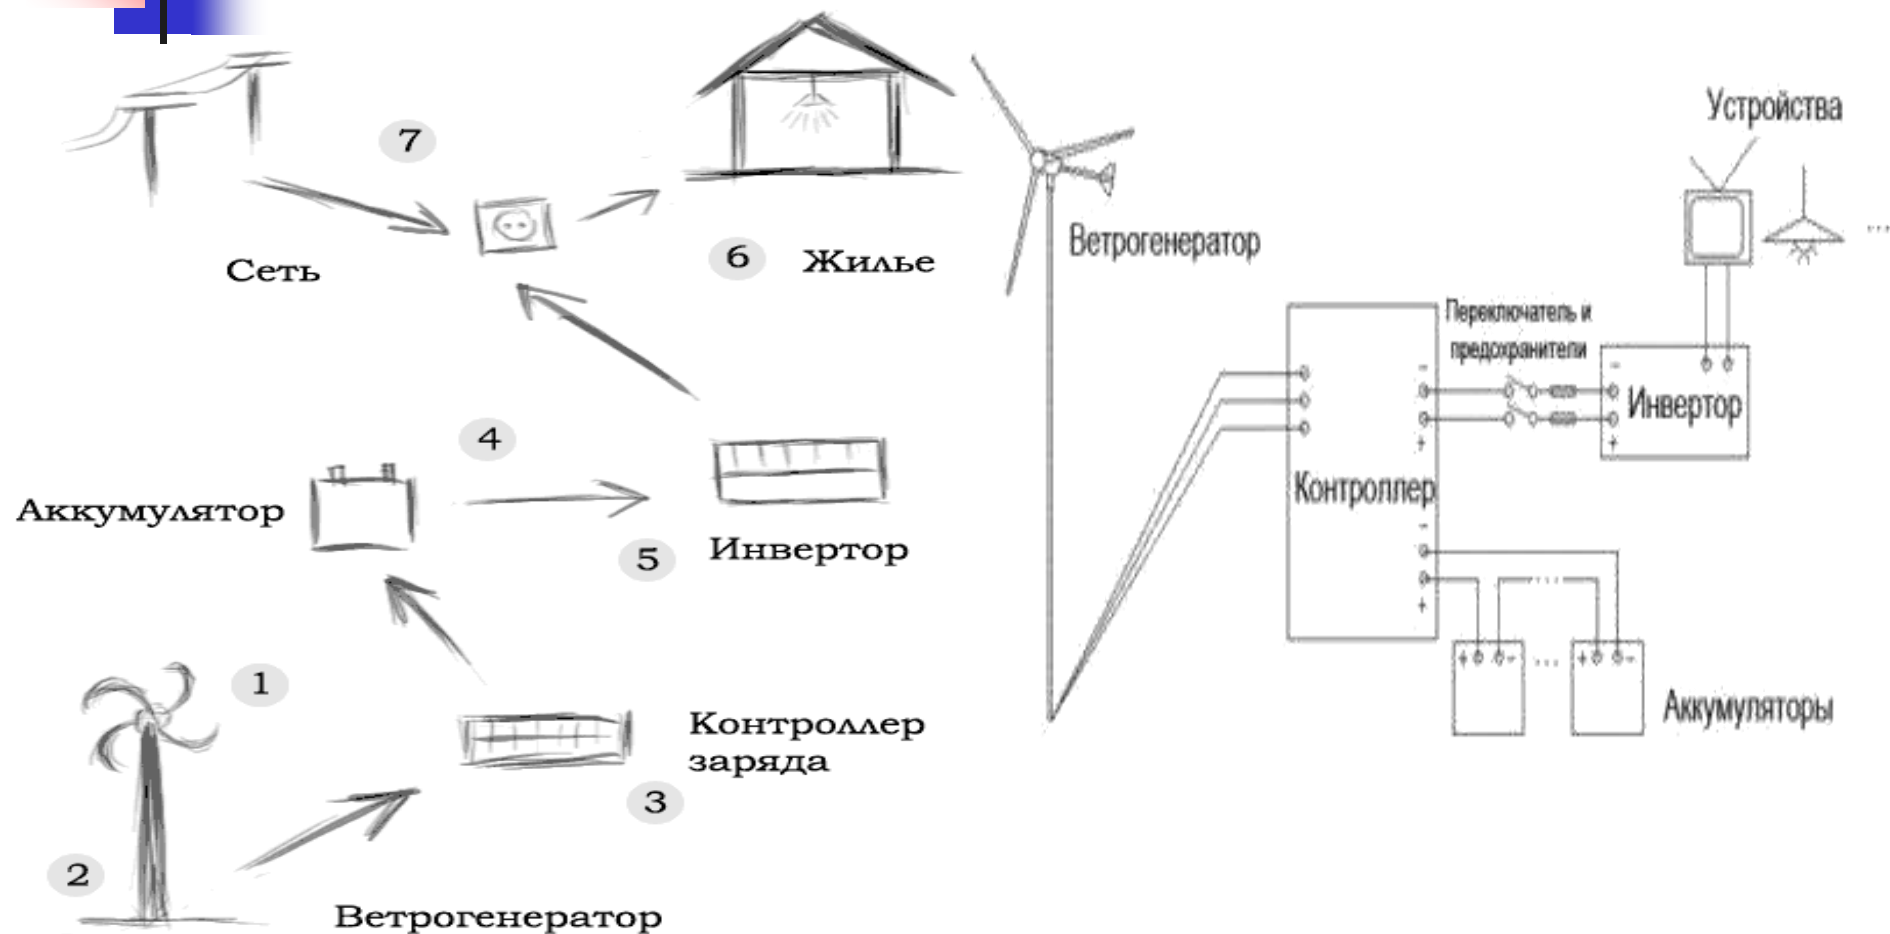 7
Сеть
6
Жилье
4
Аккумулятор
5
Инвертор
1
Контроллер
заряда
3
2
Ветрогенератор
Устройства
...
Ветрогенератор
Переключатель и
предохранители
-
-
Инвертор
+
+
Контроллер
-
+
+ - ... + -
Аккумуляторы